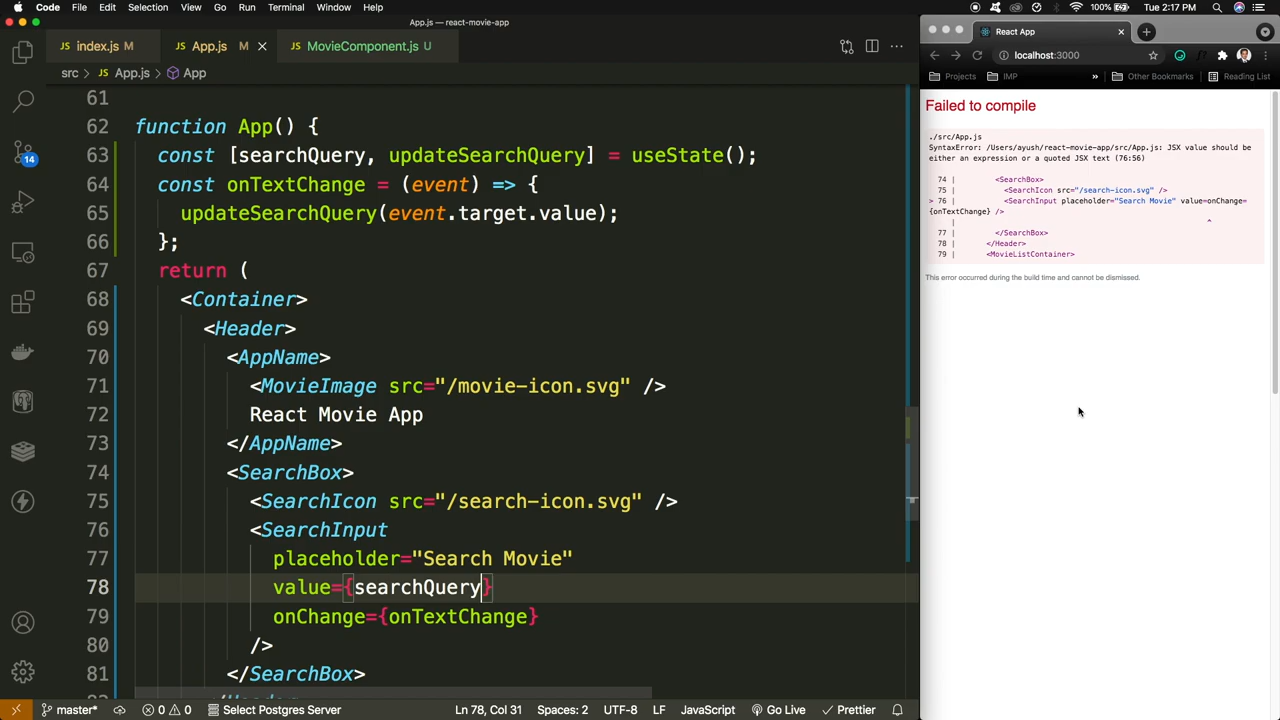 Code File Edit Selection View Go Run Terminal Window Help 100% Tue 2:17 PM
App.js — react-movie-app
JS index.js M JS App.js M × JS MovieComponent.js U
src > JS App.js > App
61
62 function App() {
63 const [searchQuery, updateSearchQuery] = useState();
64 const onTextChange = (event) => {
65 updateSearchQuery(event.target.value);
66 };
67 return (
68 <Container>
69 <Header>
70 <AppName>
71 <MovieImage src="/movie-icon.svg" />
72 React Movie App
73 </AppName>
74 <SearchBox>
75 <SearchIcon src="/search-icon.svg" />
76 <SearchInput
77 placeholder="Search Movie"
78 value={searchQuery}
79 onChange={onTextChange}
80 />
81 </SearchBox>
14
master* 0 0 Select Postgres Server Ln 78, Col 31 Spaces: 2 UTF-8 LF JavaScript Go Live Prettier
React App
localhost:3000
Projects IMP » Other Bookmarks Reading List
Failed to compile
./src/App.js
SyntaxError: /Users/ayush/react-movie-app/src/App.js: JSX value should be
either an expression or a quoted JSX text (76:56)
74 | <SearchBox>
75 | <SearchIcon src="/search-icon.svg" />
> 76 | <SearchInput placeholder="Search Movie" value=onChange=
{onTextChange} />
| ^
77 | </SearchBox>
78 | </Header>
79 | <MovieListContainer>
This error occurred during the build time and cannot be dismissed.